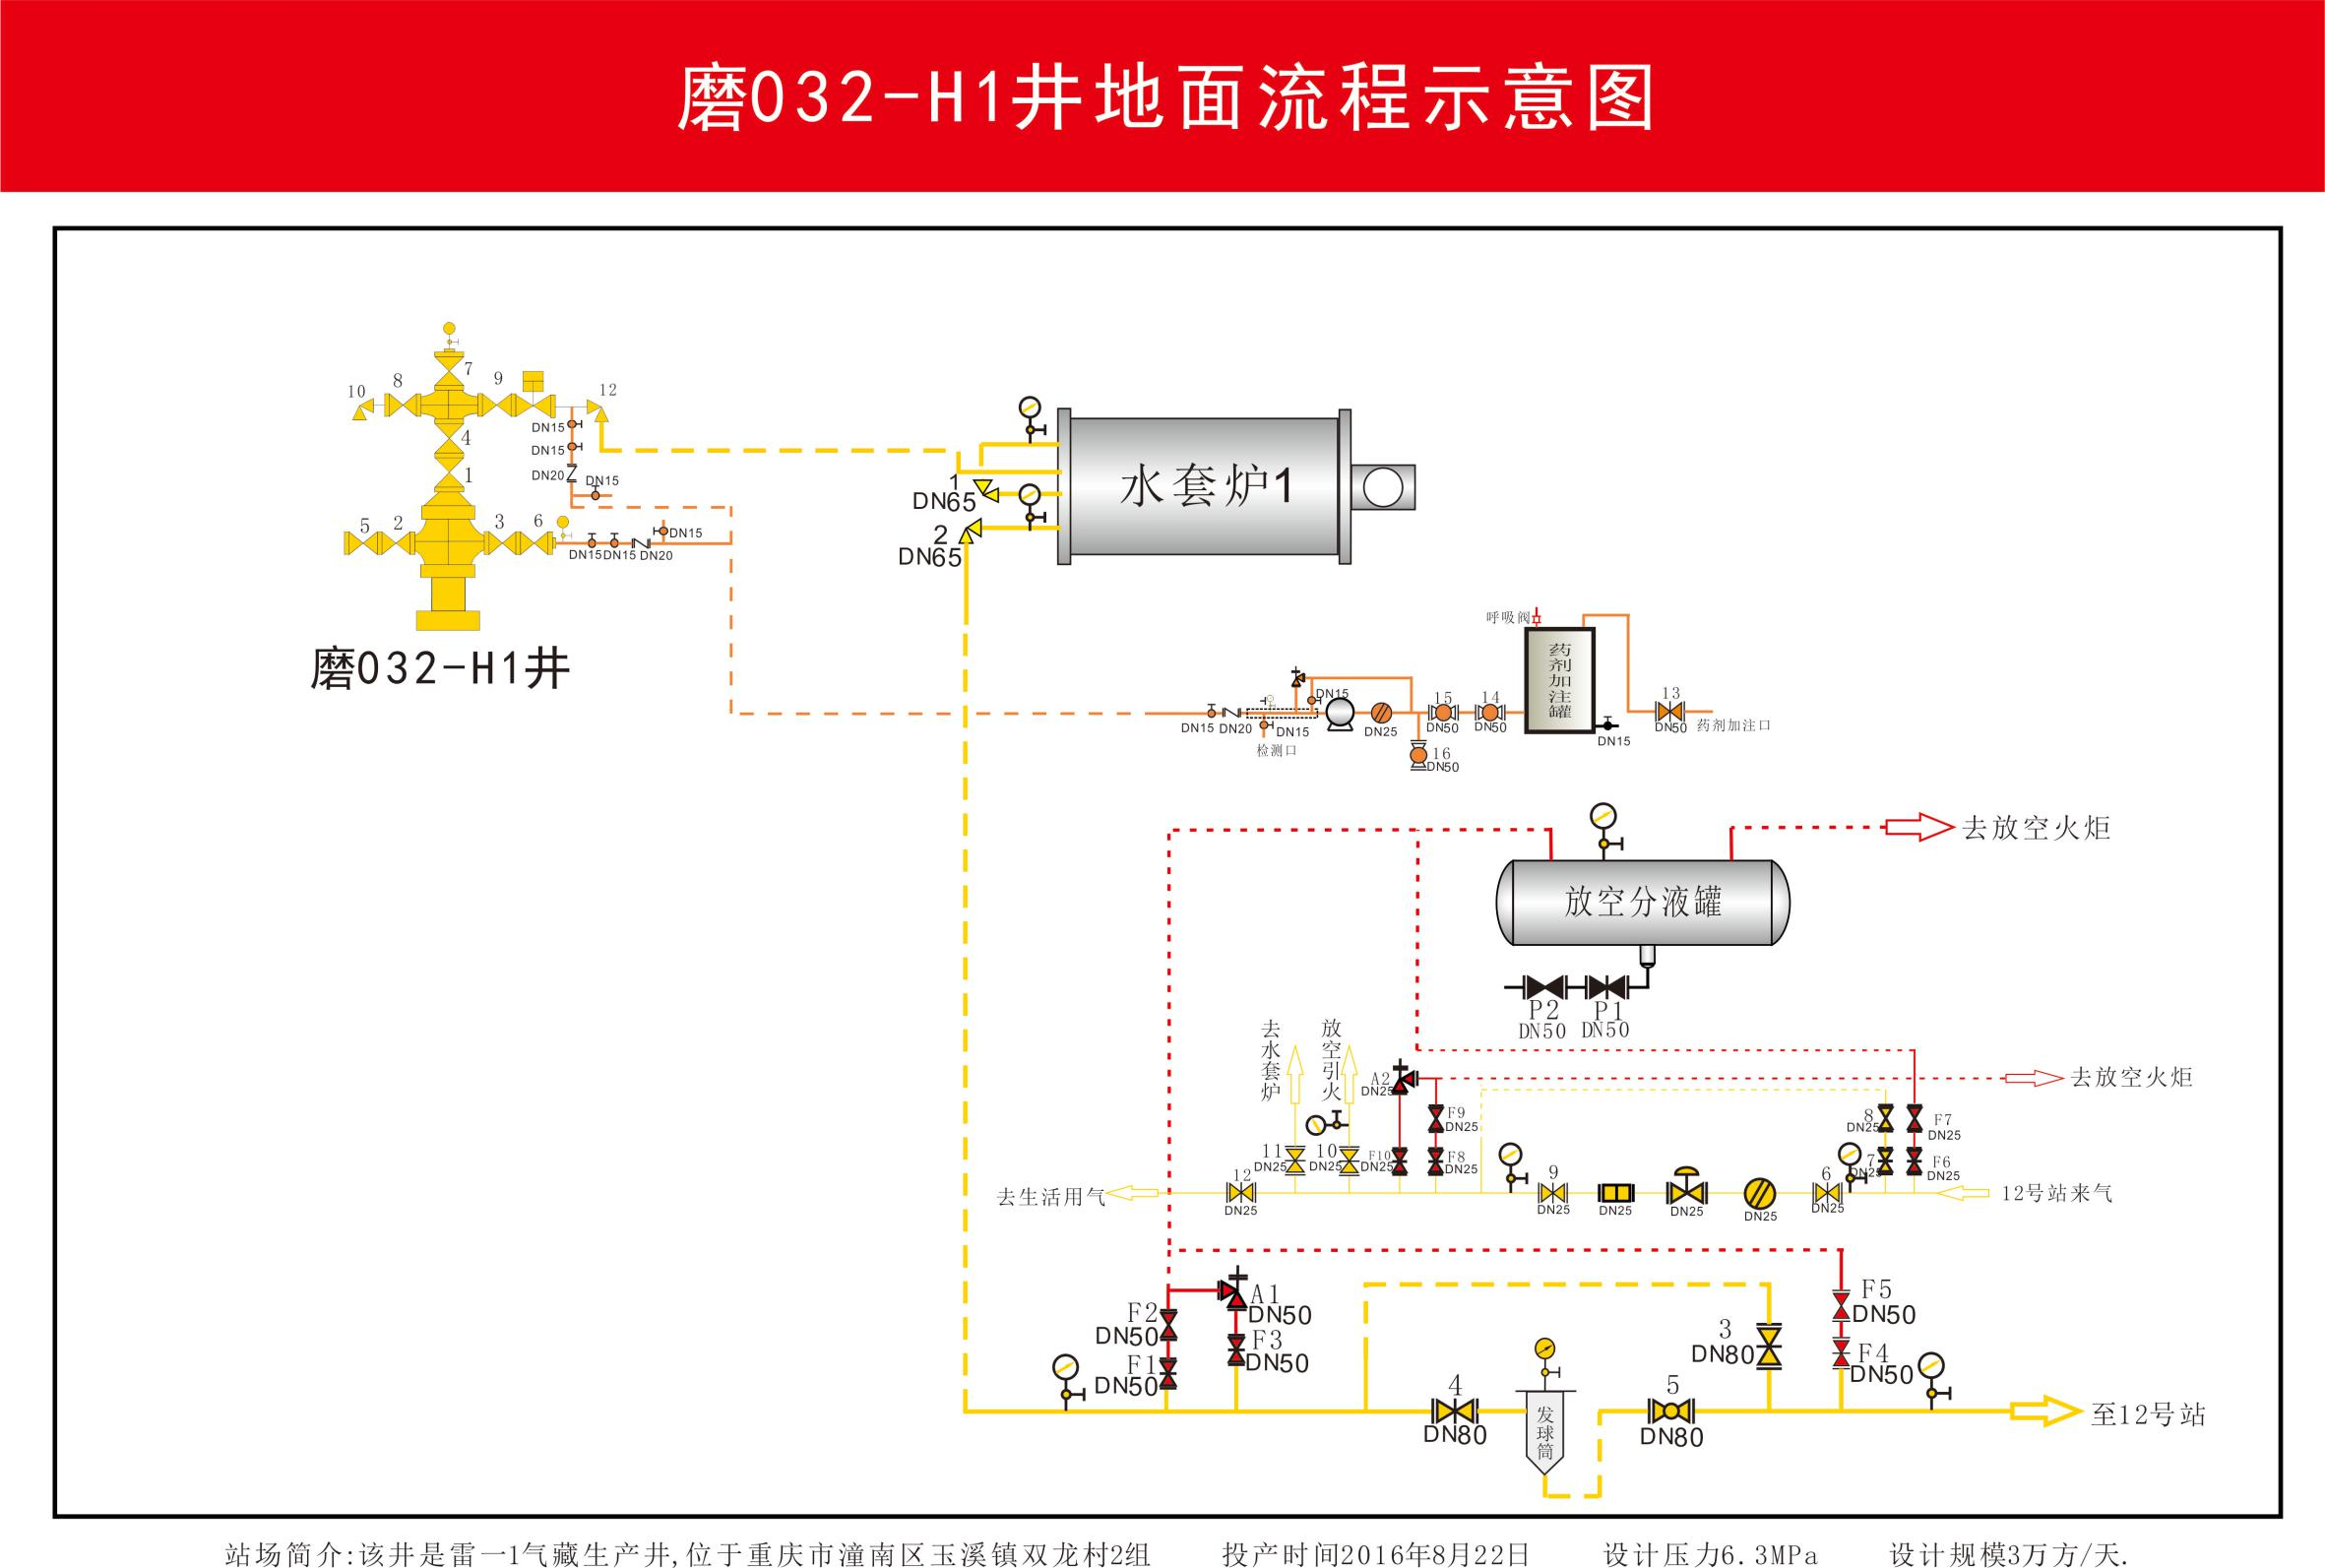 磨032-H1井地面流程示意图
7
8
9
10
12
4
1
5
2
3
6
DN15
DN15
DN20
DN15
DN15
DN15
DN15
DN20
磨032-H1井
水套炉1
1
DN65
2
DN65
呼吸阀
药剂加注罐
DN15
DN15
DN20
DN15
检测口
DN25
15
DN50
14
DN50
16
DN50
DN15
13
DN50
药剂加注口
去放空火炬
放空分液罐
P2
DN50
P1
DN50
去水套炉
放空引火
A2
DN25
去放空火炬
F9
DN25
8
DN25
F7
DN25
11
DN25
10
DN25
F10
DN25
F8
DN25
7
DN25
F6
DN25
去生活用气
12
DN25
9
DN25
DN25
DN25
DN25
6
DN25
12号站来气
F2
DN50
A1
DN50
F1
DN50
F3
DN50
3
DN80
F5
DN50
F4
DN50
4
DN80
发球筒
5
DN80
至12号站
站场简介:该井是雷一1气藏生产井,位于重庆市潼南区玉溪镇双龙村2组 投产时间2016年8月22日 设计压力6.3MPa 设计规模3万方/天.